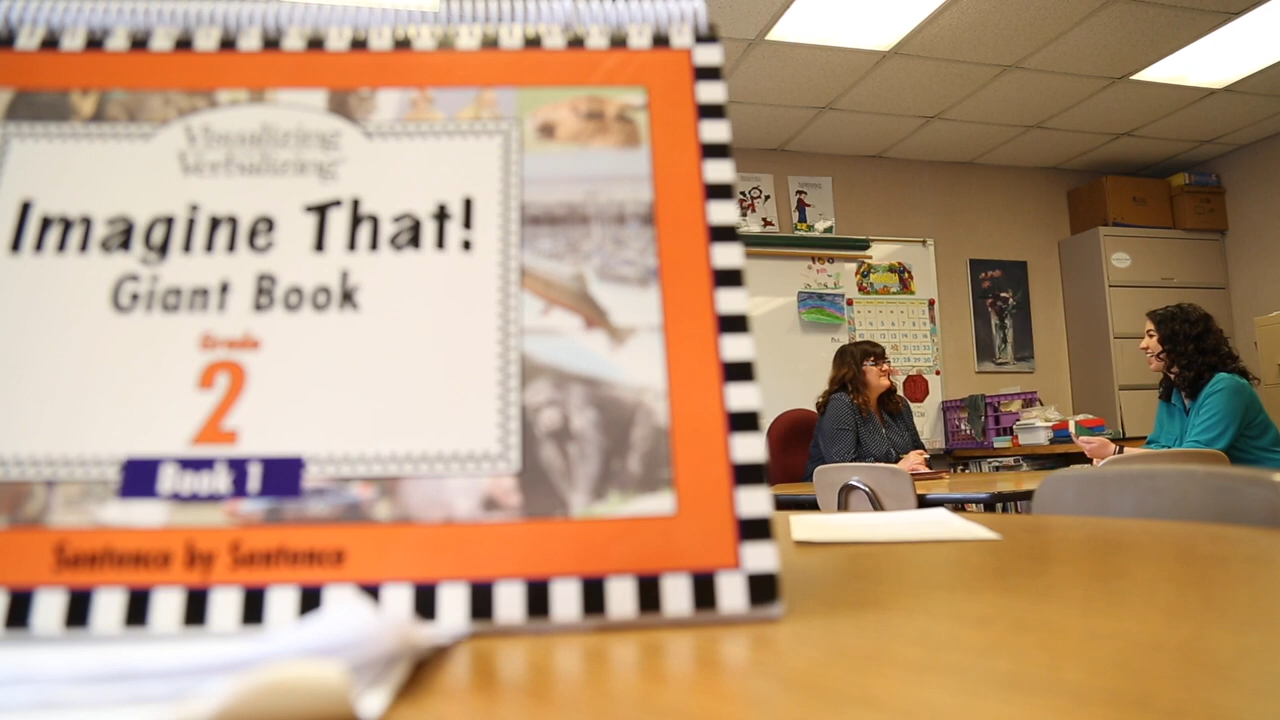 Visualizing
Verbalizing
Imagine That!
Giant Book
Grade
2
Book 1
Sentence by Sentence